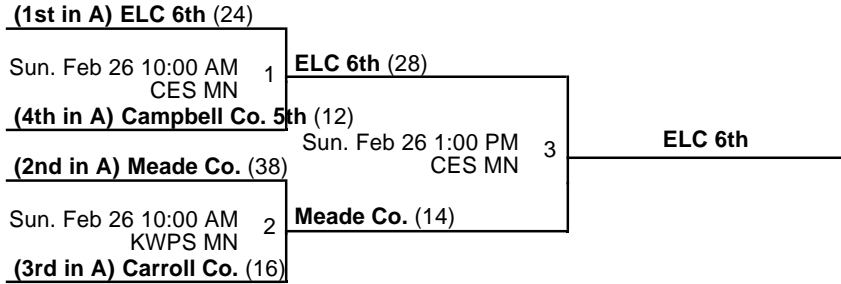 (1st in A) ELC 6th (24)
Sun. Feb 26 10:00 AM 1
CES MN
ELC 6th (28)
(4th in A) Campbell Co. 5th (12)
Sun. Feb 26 1:00 PM 3
CES MN
ELC 6th
(2nd in A) Meade Co. (38)
Sun. Feb 26 10:00 AM 2
KWPS MN
Meade Co. (14)
(3rd in A) Carroll Co. (16)